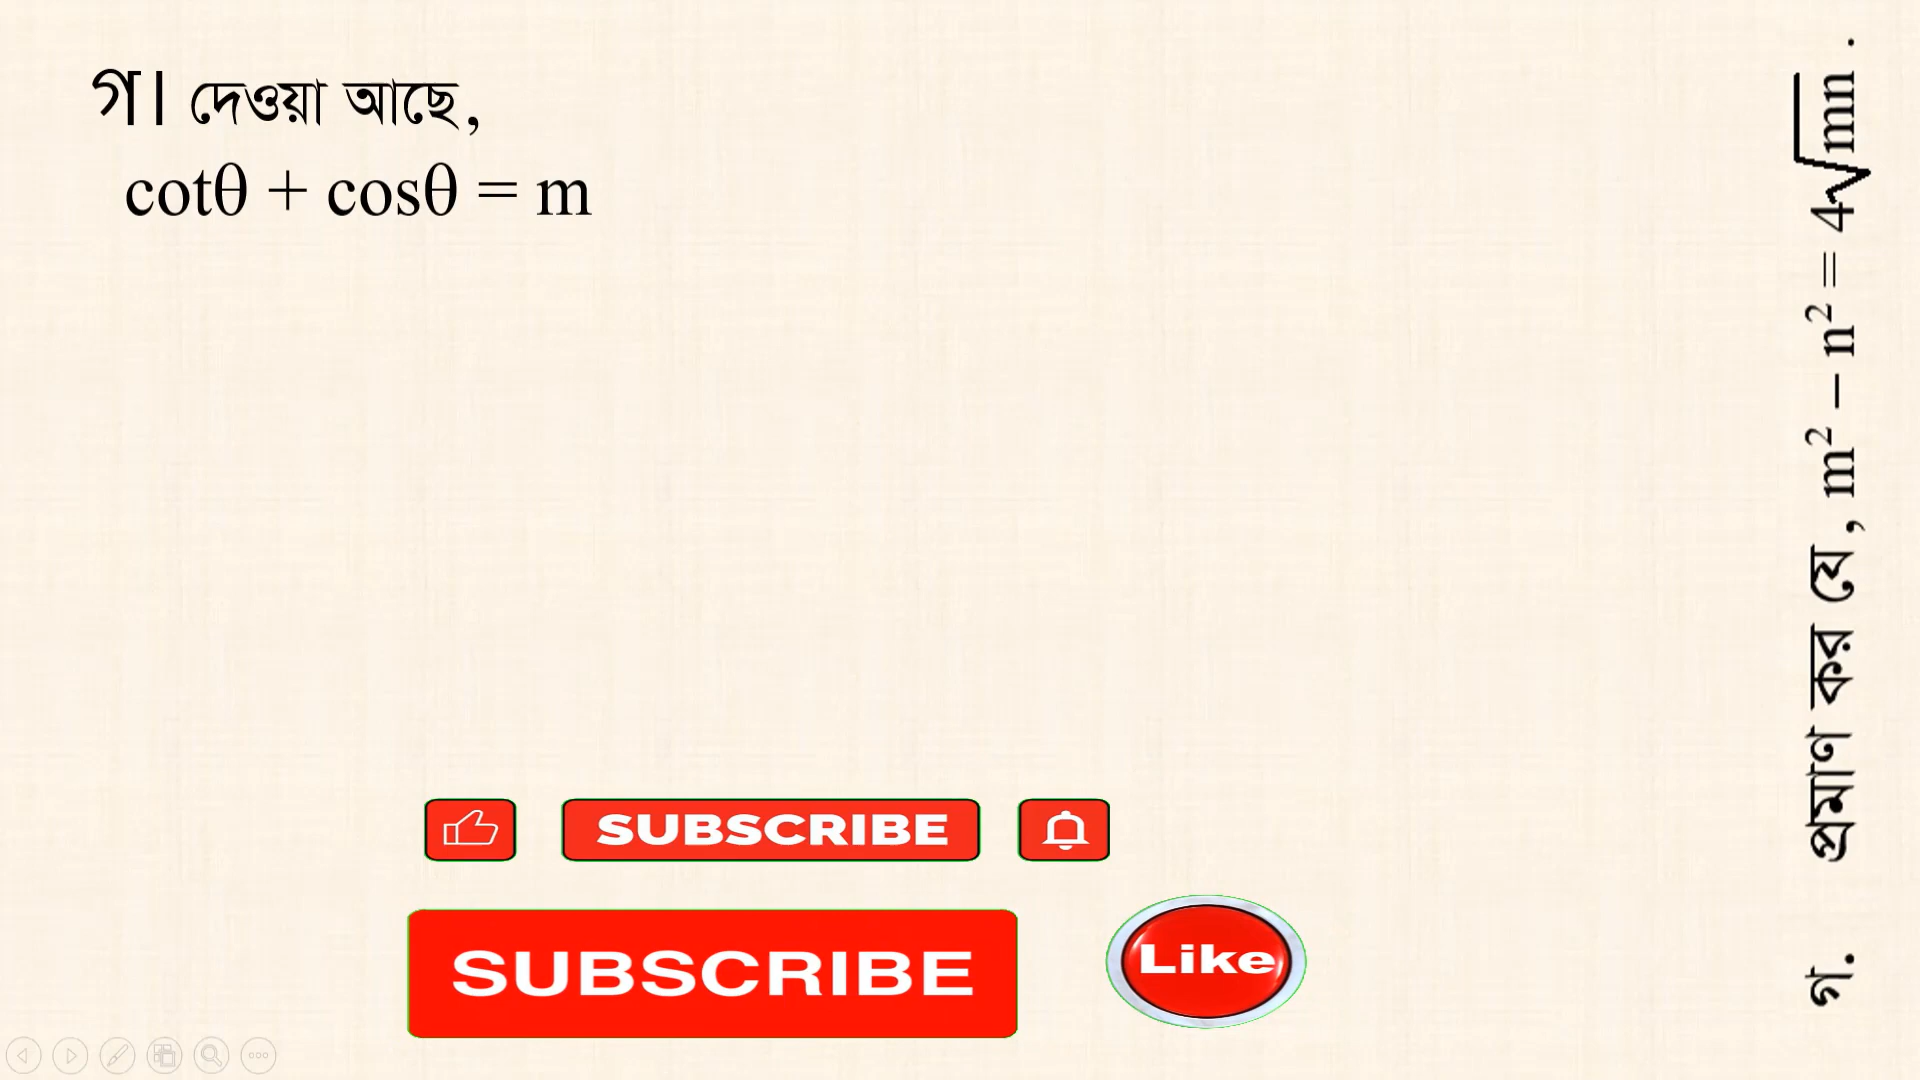 গ। দেওয়া আছে,
cotθ + cosθ = m
গ. প্রমাণ কর যে, m² – n² = 4√mn .
SUBSCRIBE
SUBSCRIBE
Like